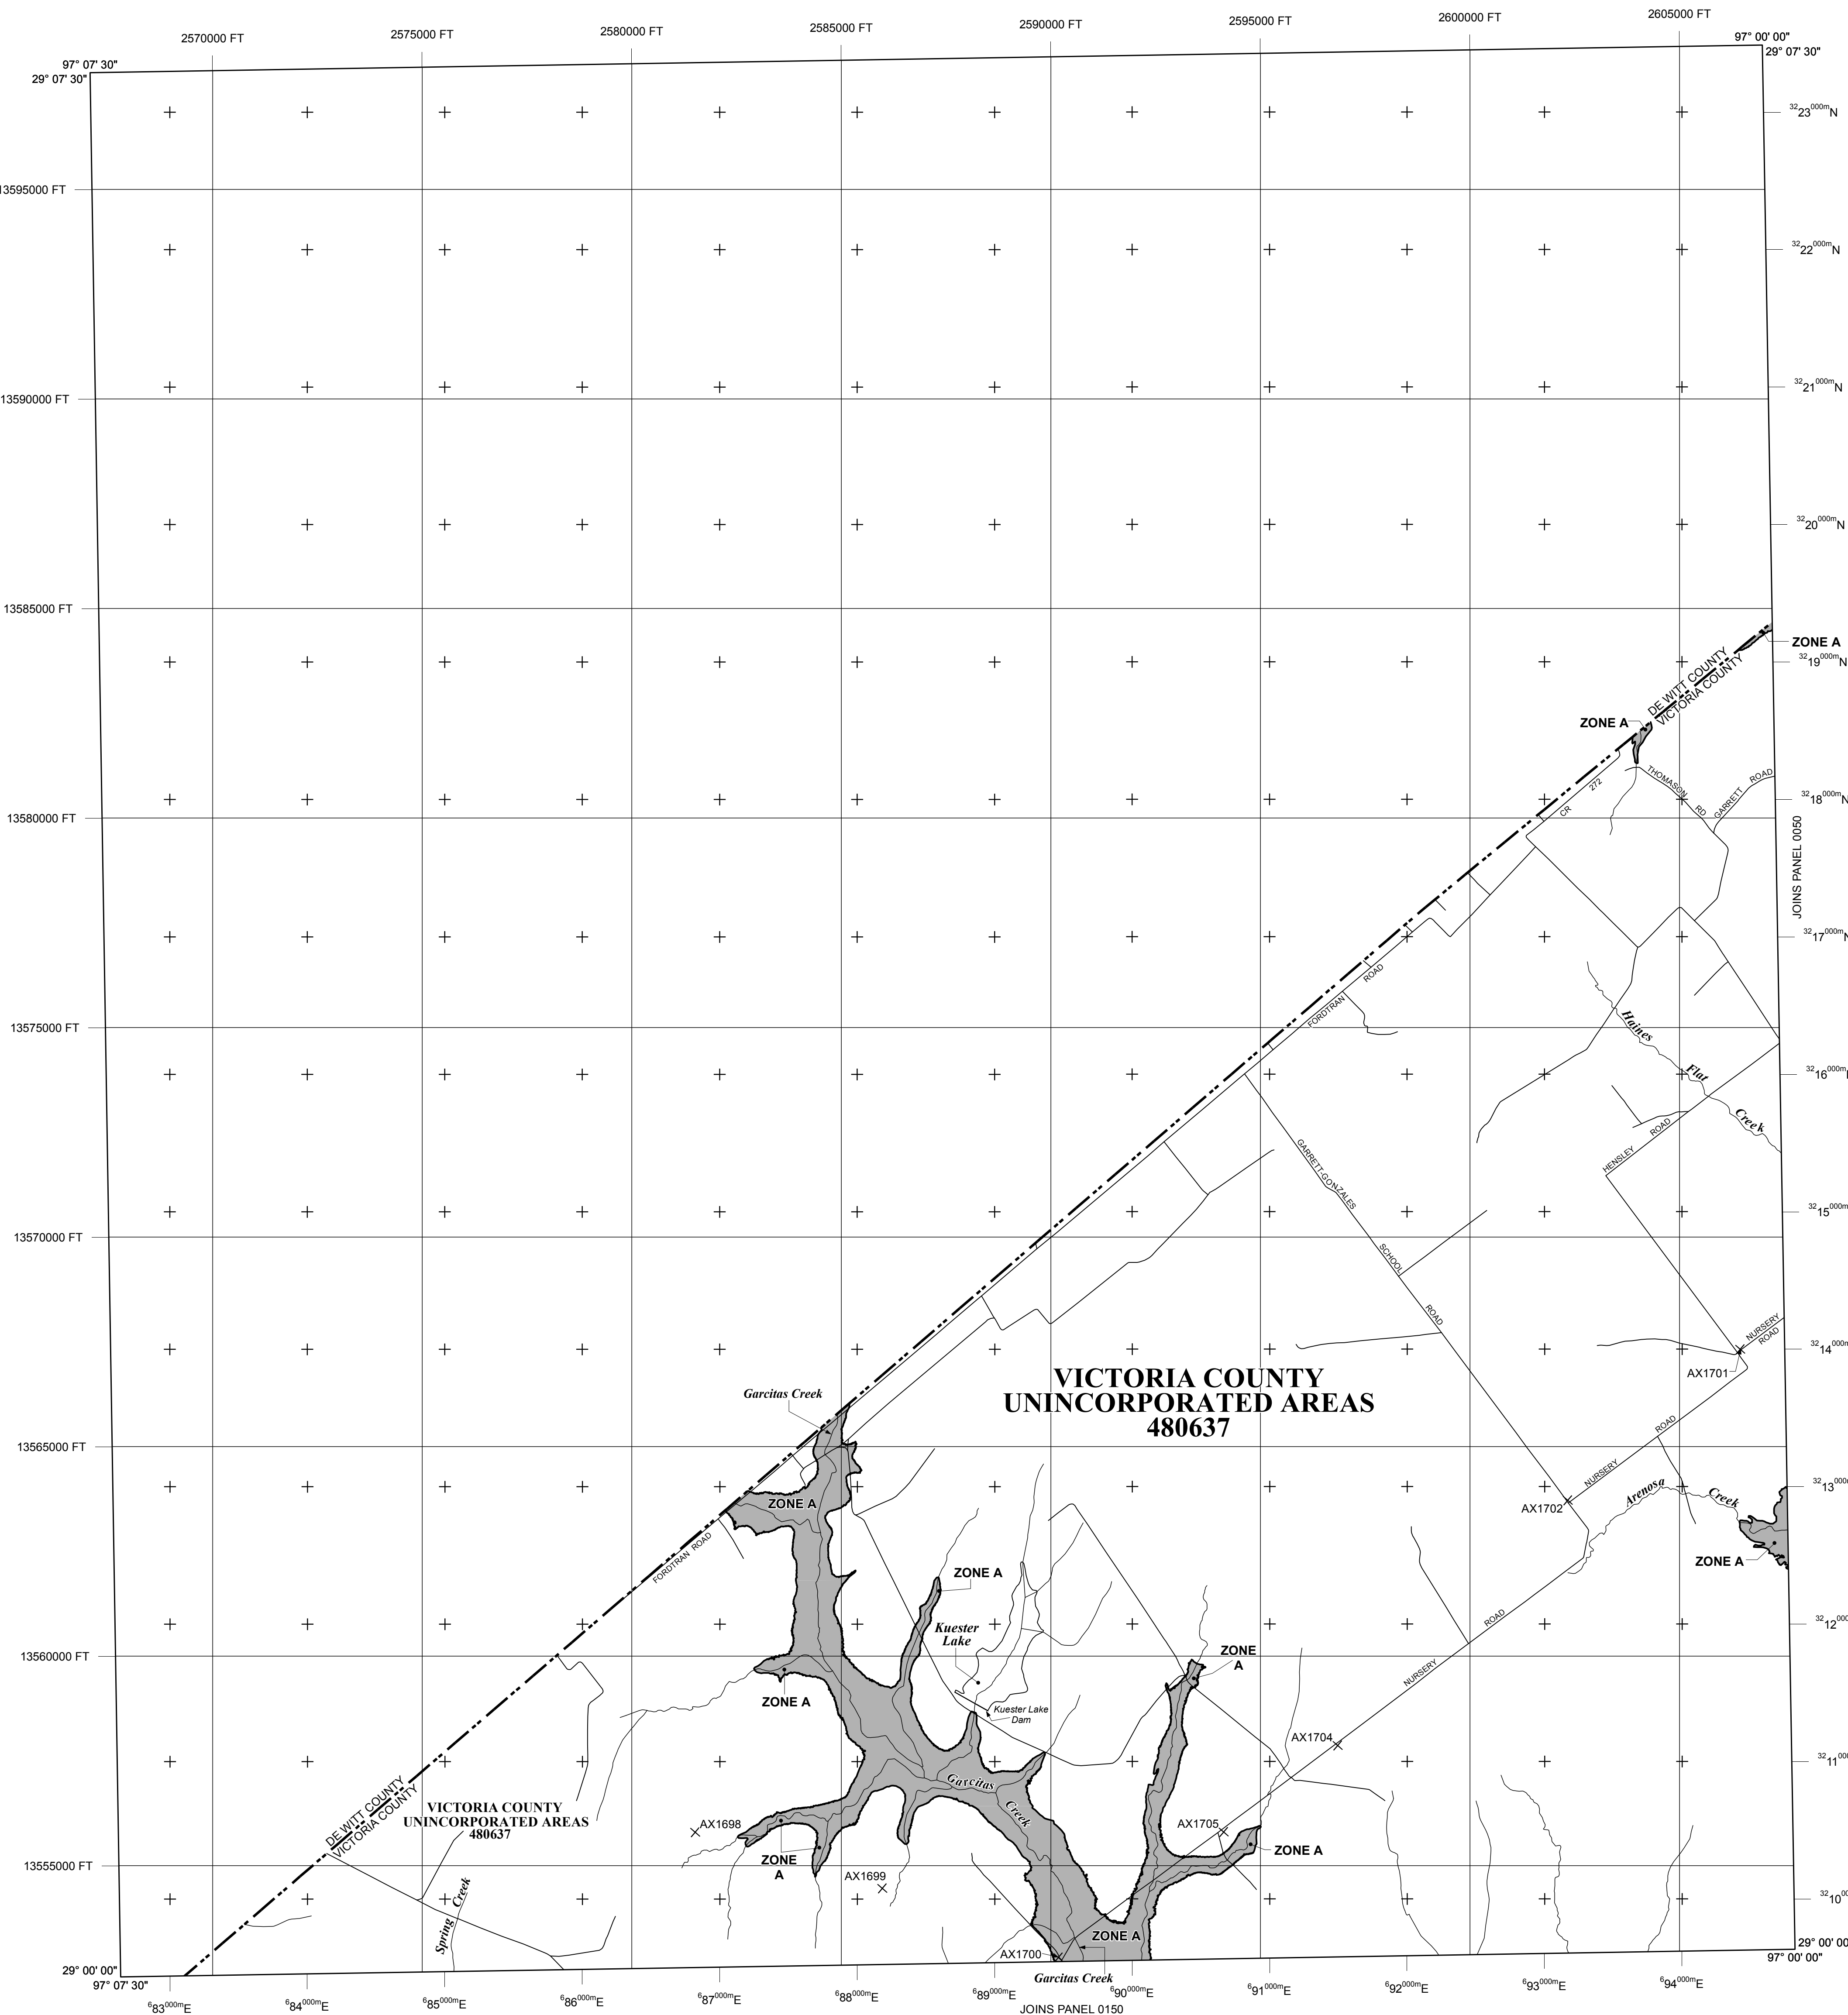 2570000 FT
2575000 FT
2580000 FT
2585000 FT
2590000 FT
2595000 FT
2600000 FT
2605000 FT
97° 07' 30"
29° 07' 30"
97° 00' 00"
29° 07' 30"
3223000mN
13595000 FT
3222000mN
3221000mN
13590000 FT
3220000mN
13585000 FT
ZONE A
3219000mN
DE WITT COUNTY
VICTORIA COUNTY
ZONE A
THOMASON RD
GARRETT ROAD
CR 272
3218000mN
13580000 FT
JOINS PANEL 0050
3217000mN
FORDTRAN ROAD
13575000 FT
Haines Flat Creek
3216000m
HENSLEY ROAD
GARRETT-GONZALES SCHOOL ROAD
3215000m
13570000 FT
NURSERY ROAD
3214000m
AX1701
VICTORIA COUNTY
UNINCORPORATED AREAS
480637
Garcitas Creek
13565000 FT
NURSERY ROAD
Arenosa Creek
AX1702
ZONE A
FORDTRAN ROAD
ZONE A
ZONE A
Kuester
Lake
NURSERY ROAD
13560000 FT
ZONE
A
ZONE A
Kuester Lake
Dam
AX1704
Garcitas Creek
DE WITT COUNTY
VICTORIA COUNTY
VICTORIA COUNTY
UNINCORPORATED AREAS
480637
AX1698
AX1705
ZONE A
ZONE
A
13555000 FT
AX1699
Spring Creek
ZONE A
AX1700
Garcitas Creek
29° 00' 00"
97° 07' 30"
97° 00' 00"
683000mE
684000mE
685000mE
686000mE
687000mE
688000mE
689000mE
690000mE
691000mE
692000mE
693000mE
694000mE
JOINS PANEL 0150